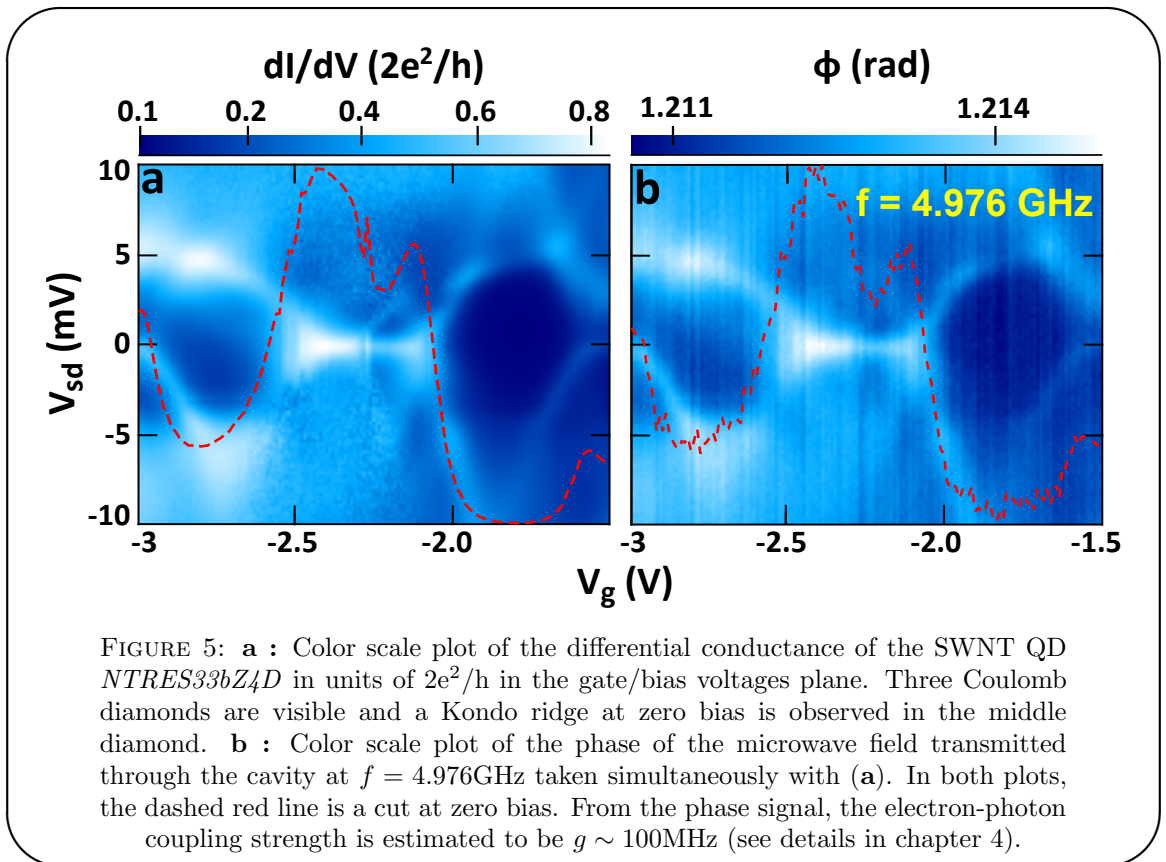 dI/dV (2e²/h)
ϕ (rad)
0.1 0.2 0.4 0.6 0.8
1.211 1.214
a
b
f = 4.976 GHz
10
5
0
-5
-10
V_sd (mV)
-3 -2.5 -2.0
-3 -2.5 -2.0 -1.5
V_g (V)
FIGURE 5: a : Color scale plot of the differential conductance of the SWNT QD
NTRES33bZ4D in units of 2e²/h in the gate/bias voltages plane. Three Coulomb
diamonds are visible and a Kondo ridge at zero bias is observed in the middle
diamond. b : Color scale plot of the phase of the microwave field transmitted
through the cavity at f = 4.976GHz taken simultaneously with (a). In both plots,
the dashed red line is a cut at zero bias. From the phase signal, the electron-photon
coupling strength is estimated to be g ∼ 100MHz (see details in chapter 4).